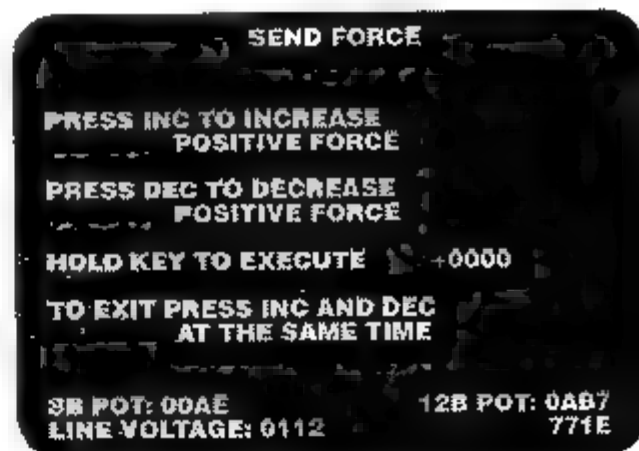 SEND FORCE
PRESS INC TO INCREASE
POSITIVE FORCE
PRESS DEC TO DECREASE
POSITIVE FORCE
HOLD KEY TO EXECUTE +0000
TO EXIT PRESS INC AND DEC
AT THE SAME TIME
8B POT: 00AE 12B POT: 0AB7
LINE VOLTAGE: 0112 771E